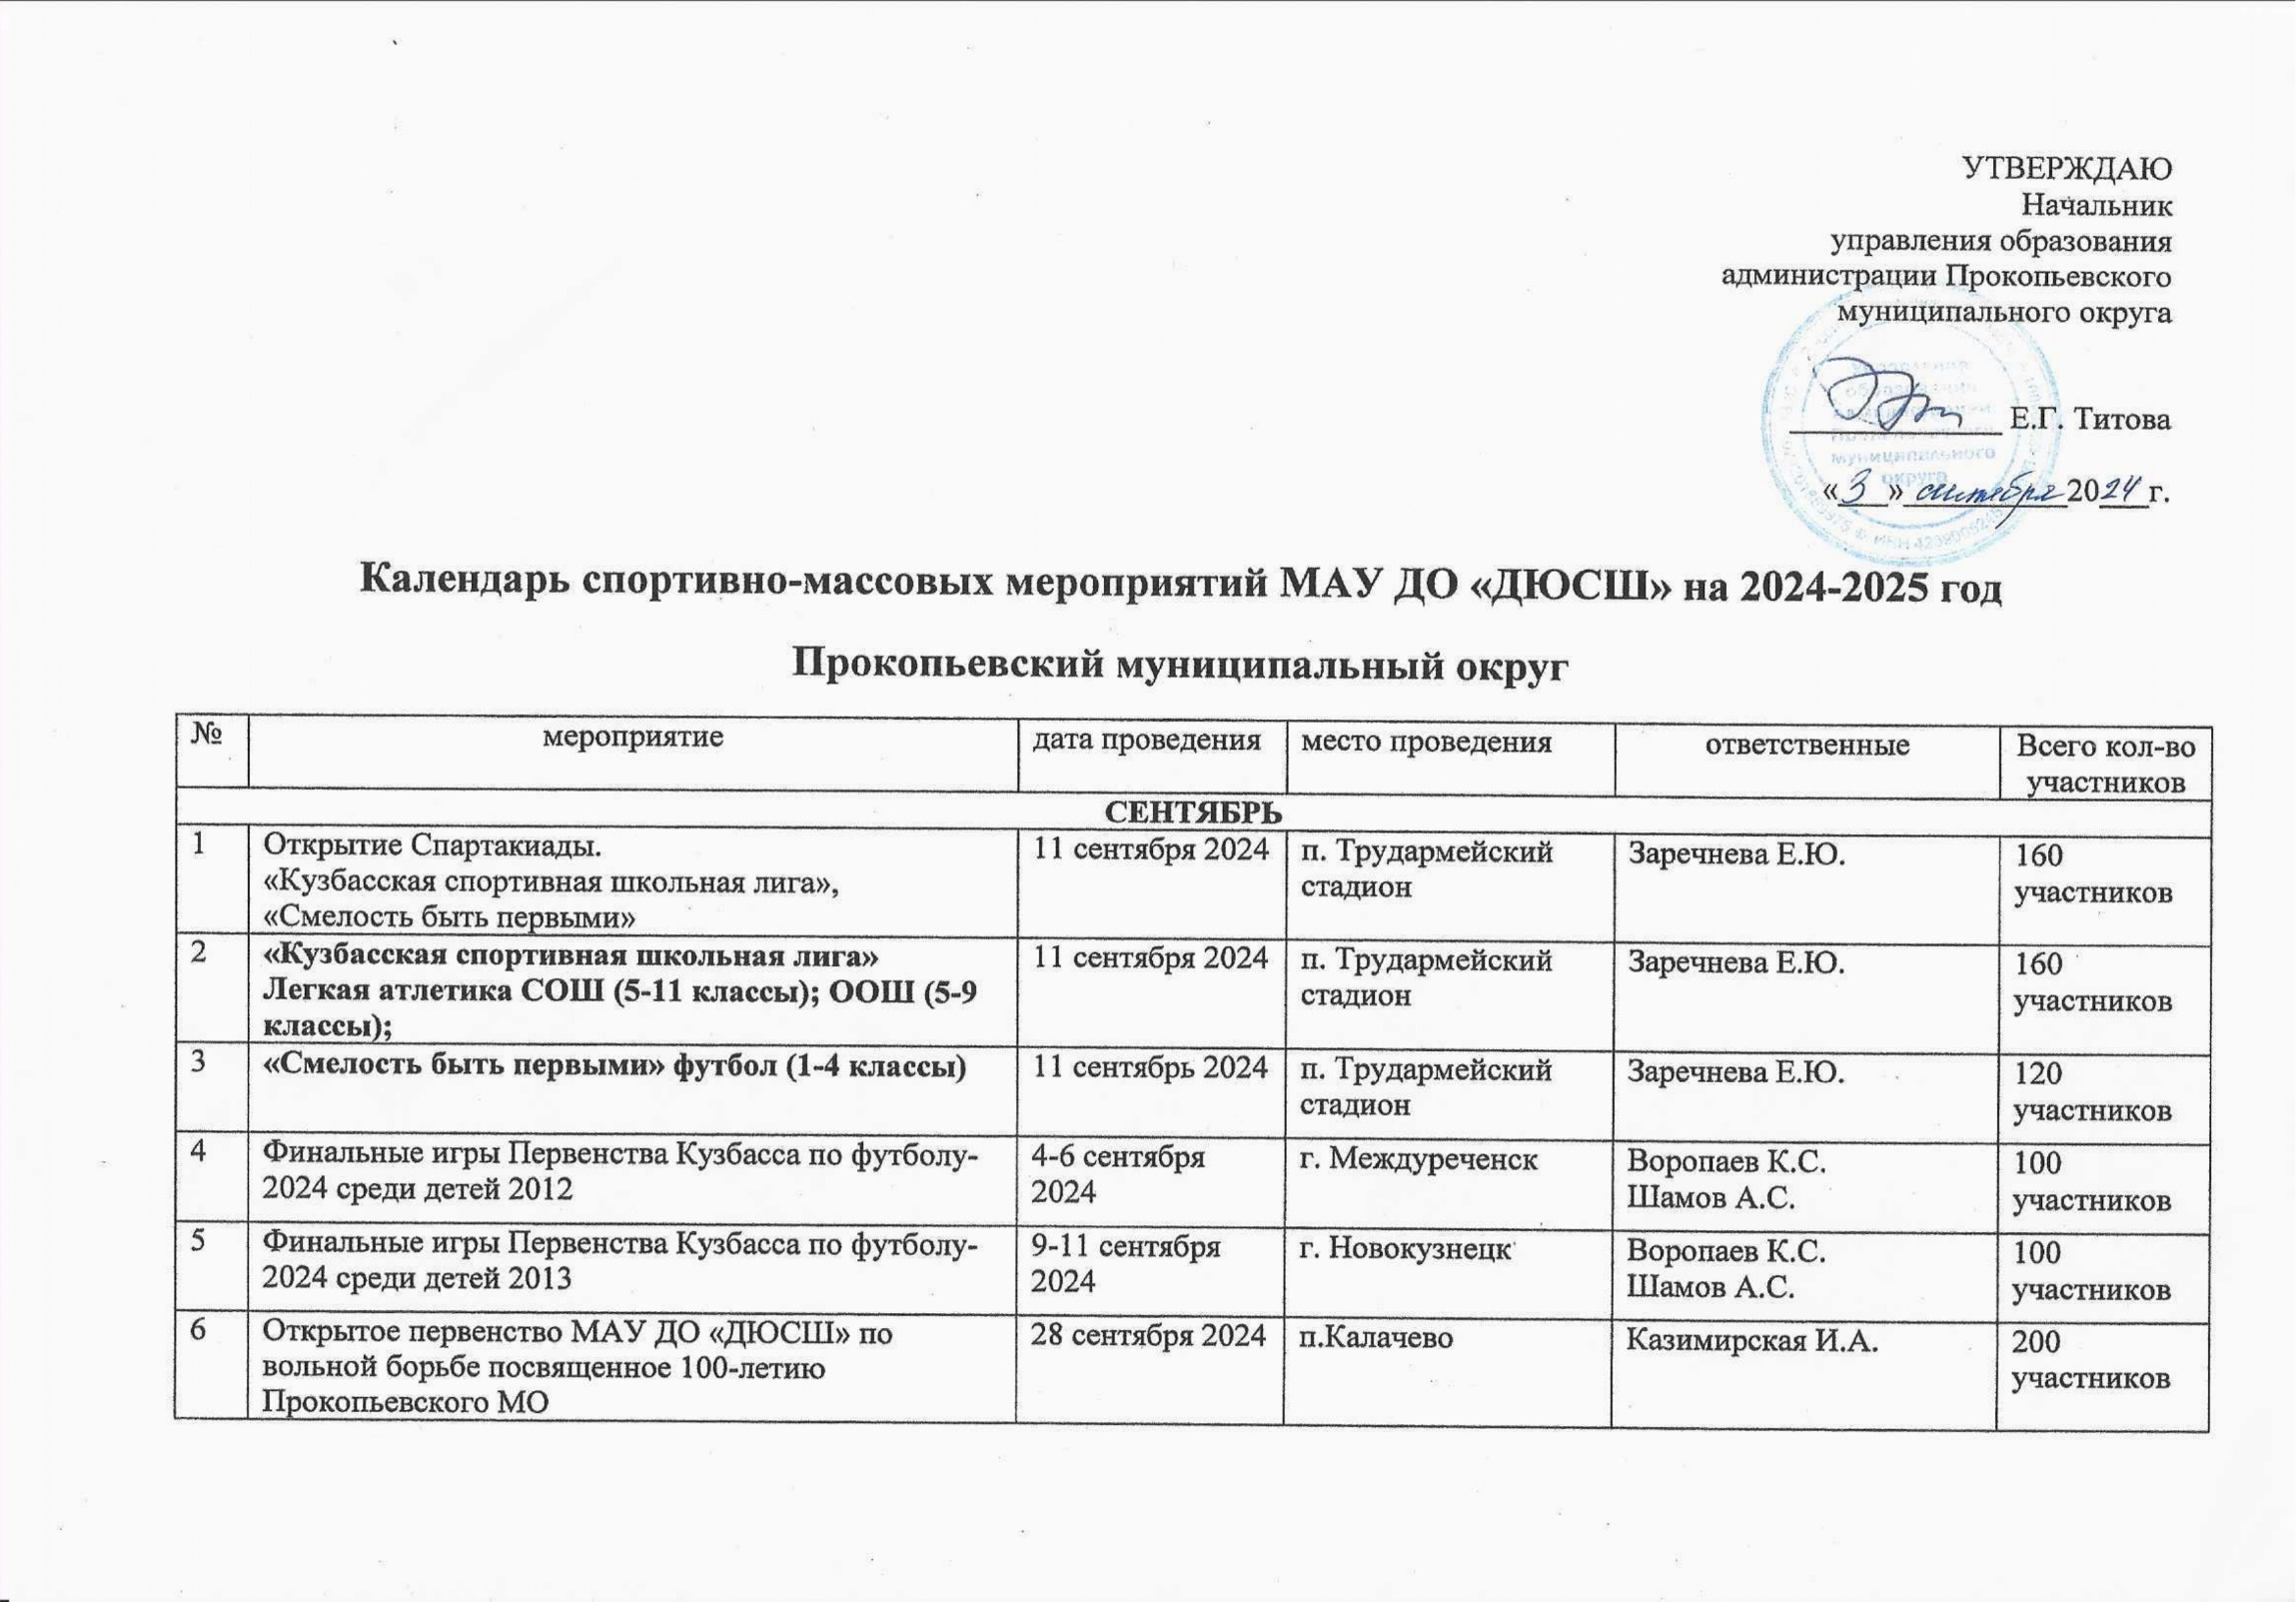 УТВЕРЖДАЮ
Начальник
управления образования
администрации Прокопьевского
муниципального округа
Е.Г. Титова
муниципального
округа
«3» сентября 2024 г.
Календарь спортивно-массовых мероприятий МАУ ДО «ДЮСШ» на 2024-2025 год
Прокопьевский муниципальный округ
№ мероприятие дата проведения место проведения ответственные Всего кол-во
участников
СЕНТЯБРЬ
1 Открытие Спартакиады. 11 сентября 2024 п. Трудармейский Заречнева Е.Ю. 160
«Кузбасская спортивная школьная лига», стадион участников
«Смелость быть первыми»
2 «Кузбасская спортивная школьная лига» 11 сентября 2024 п. Трудармейский Заречнева Е.Ю. 160
Легкая атлетика СОШ (5-11 классы); ООШ (5-9 стадион участников
классы);
3 «Смелость быть первыми» футбол (1-4 классы) 11 сентябрь 2024 п. Трудармейский Заречнева Е.Ю. 120
стадион участников
4 Финальные игры Первенства Кузбасса по футболу- 4-6 сентября г. Междуреченск Воропаев К.С. 100
2024 среди детей 2012 2024 Шамов А.С. участников
5 Финальные игры Первенства Кузбасса по футболу- 9-11 сентября г. Новокузнецк Воропаев К.С. 100
2024 среди детей 2013 2024 Шамов А.С. участников
6 Открытое первенство МАУ ДО «ДЮСШ» по 28 сентября 2024 п.Калачево Казимирская И.А. 200
вольной борьбе посвященное 100-летию участников
Прокопьевского МО